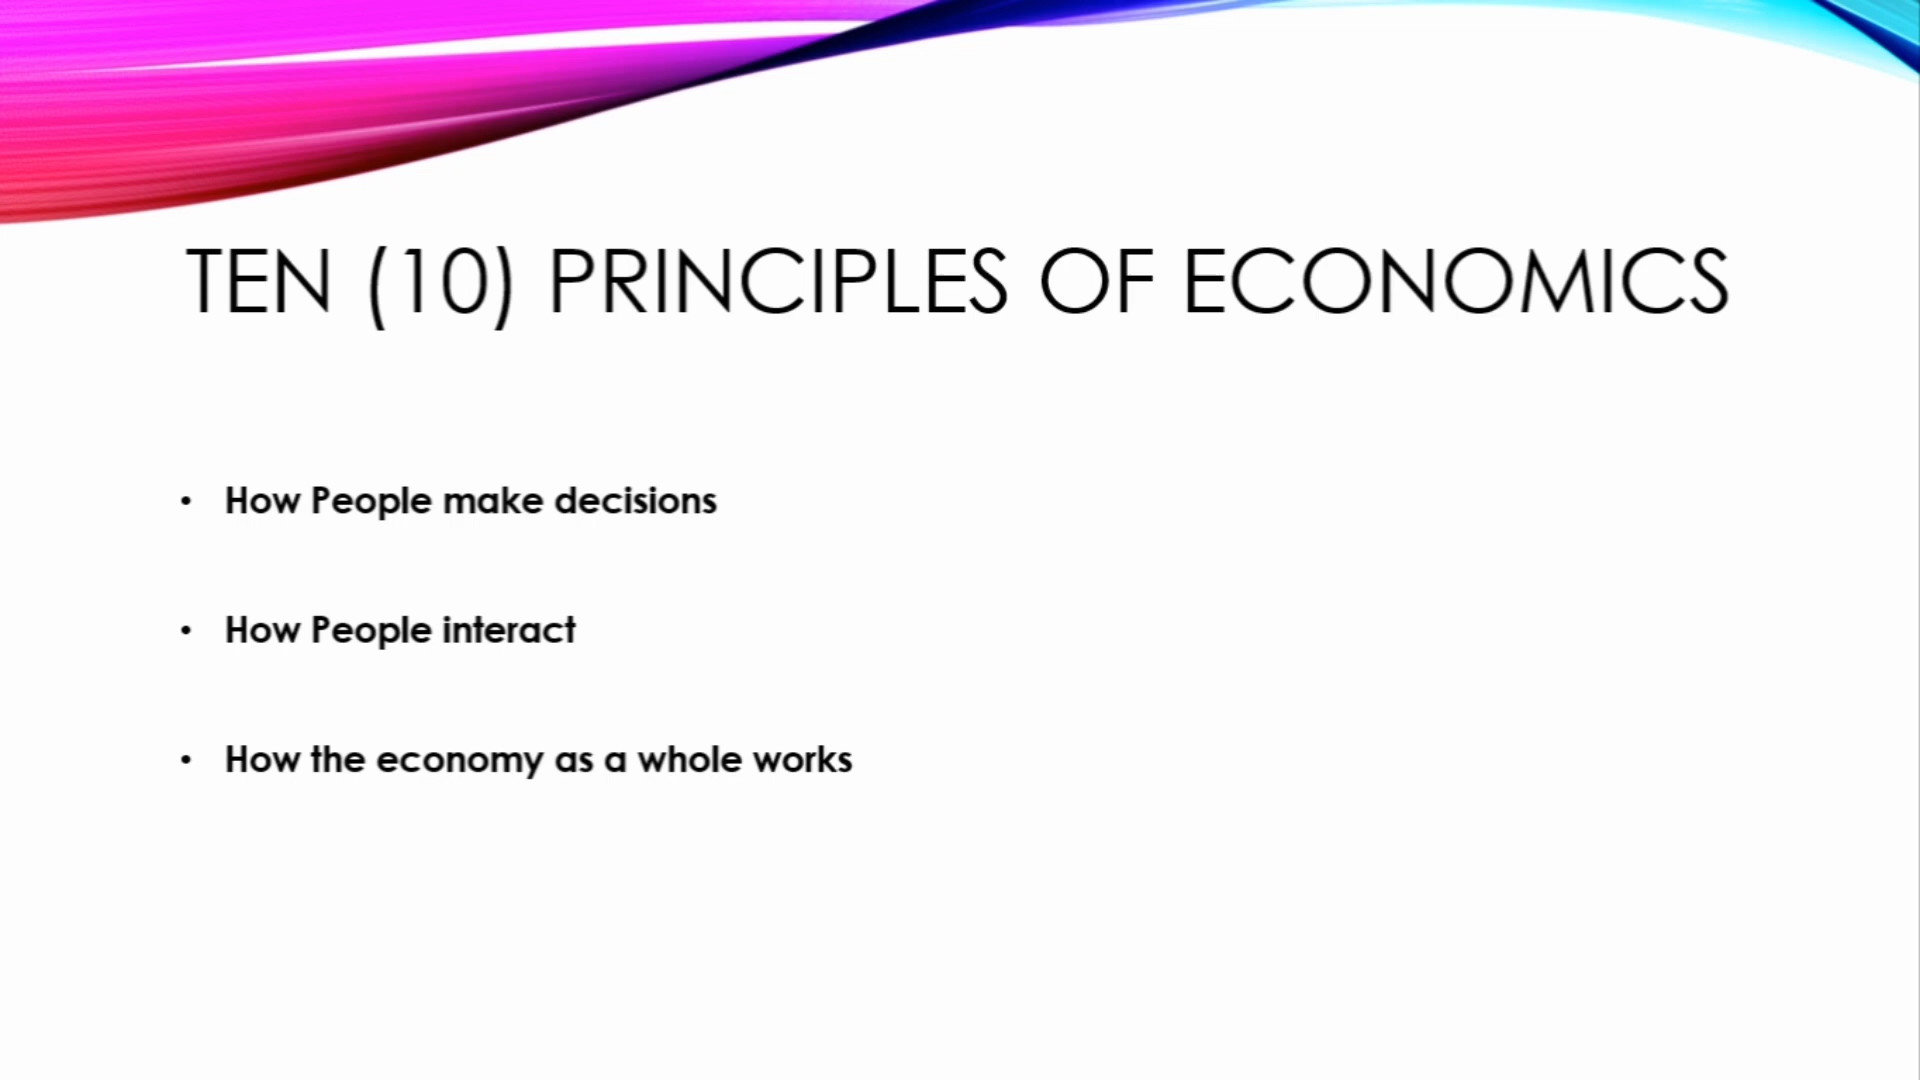 TEN (10) PRINCIPLES OF ECONOMICS
• How People make decisions
• How People interact
• How the economy as a whole works